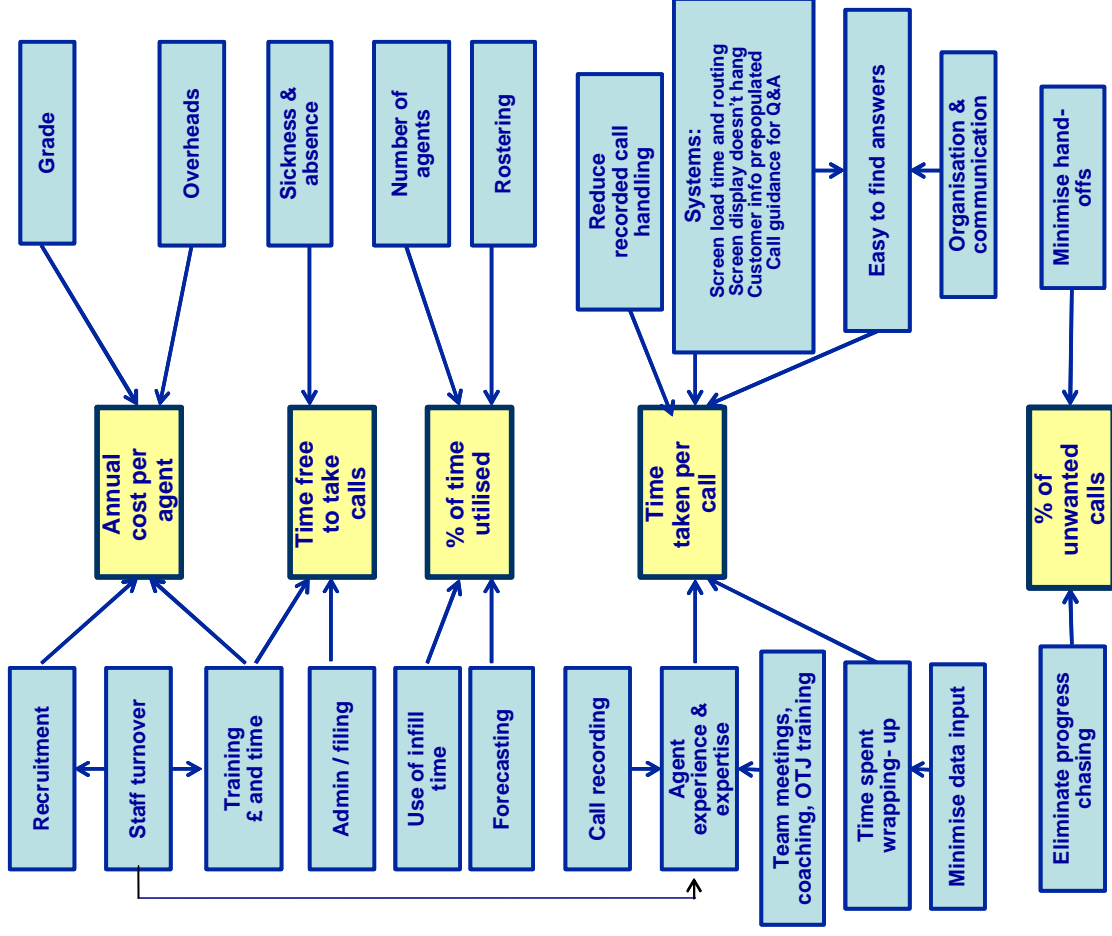 Recruitment
Staff turnover
Training
£ and time
Admin / filing
Use of infill
time
Forecasting
Call recording
Agent
experience &
expertise
Team meetings,
coaching, OTJ training
Time spent
wrapping- up
Minimise data input
Eliminate progress
chasing
Annual
cost per
agent
Time free
to take
calls
% of time
utilised
Time
taken per
call
% of
unwanted
calls
Grade
Overheads
Sickness &
absence
Number of
agents
Rostering
Reduce
recorded call
handling
Systems:
Screen load time and routing
Screen display doesn't hang
Customer info prepopulated
Call guidance for Q&A
Easy to find answers
Organisation &
communication
Minimise hand-
offs